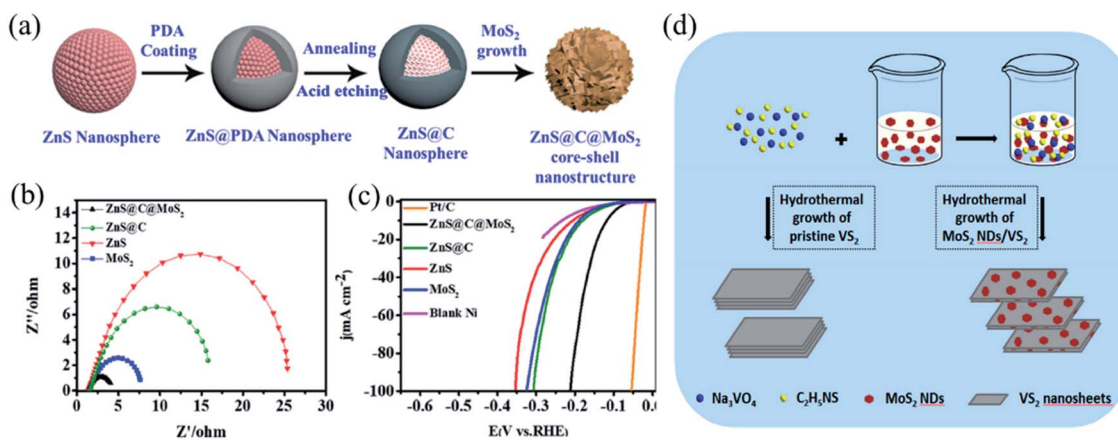 (a)
PDA
Coating
Annealing
Acid etching
MoS₂
growth
ZnS Nanosphere
ZnS@PDA Nanosphere
ZnS@C
Nanosphere
ZnS@C@MoS₂
core-shell
nanostructure
(b)
ZnS@C@MoS₂
ZnS@C
ZnS
MoS₂
14
12
10
8
6
4
2
0
0 5 10 15 20 25 30
Z''/ohm
Z'/ohm
(c)
Pt/C
ZnS@C@MoS₂
ZnS@C
ZnS
MoS₂
Blank Ni
0
-20
-40
-60
-80
-100
-0.6 -0.5 -0.4 -0.3 -0.2 -0.1 0.0
j(mA cm⁻²)
E(V vs.RHE)
(d)
+
Hydrothermal
growth of
pristine VS₂
Hydrothermal
growth of
MoS₂ NDs/VS₂
Na₃VO₄
C₂H₅NS
MoS₂ NDs
VS₂ nanosheets